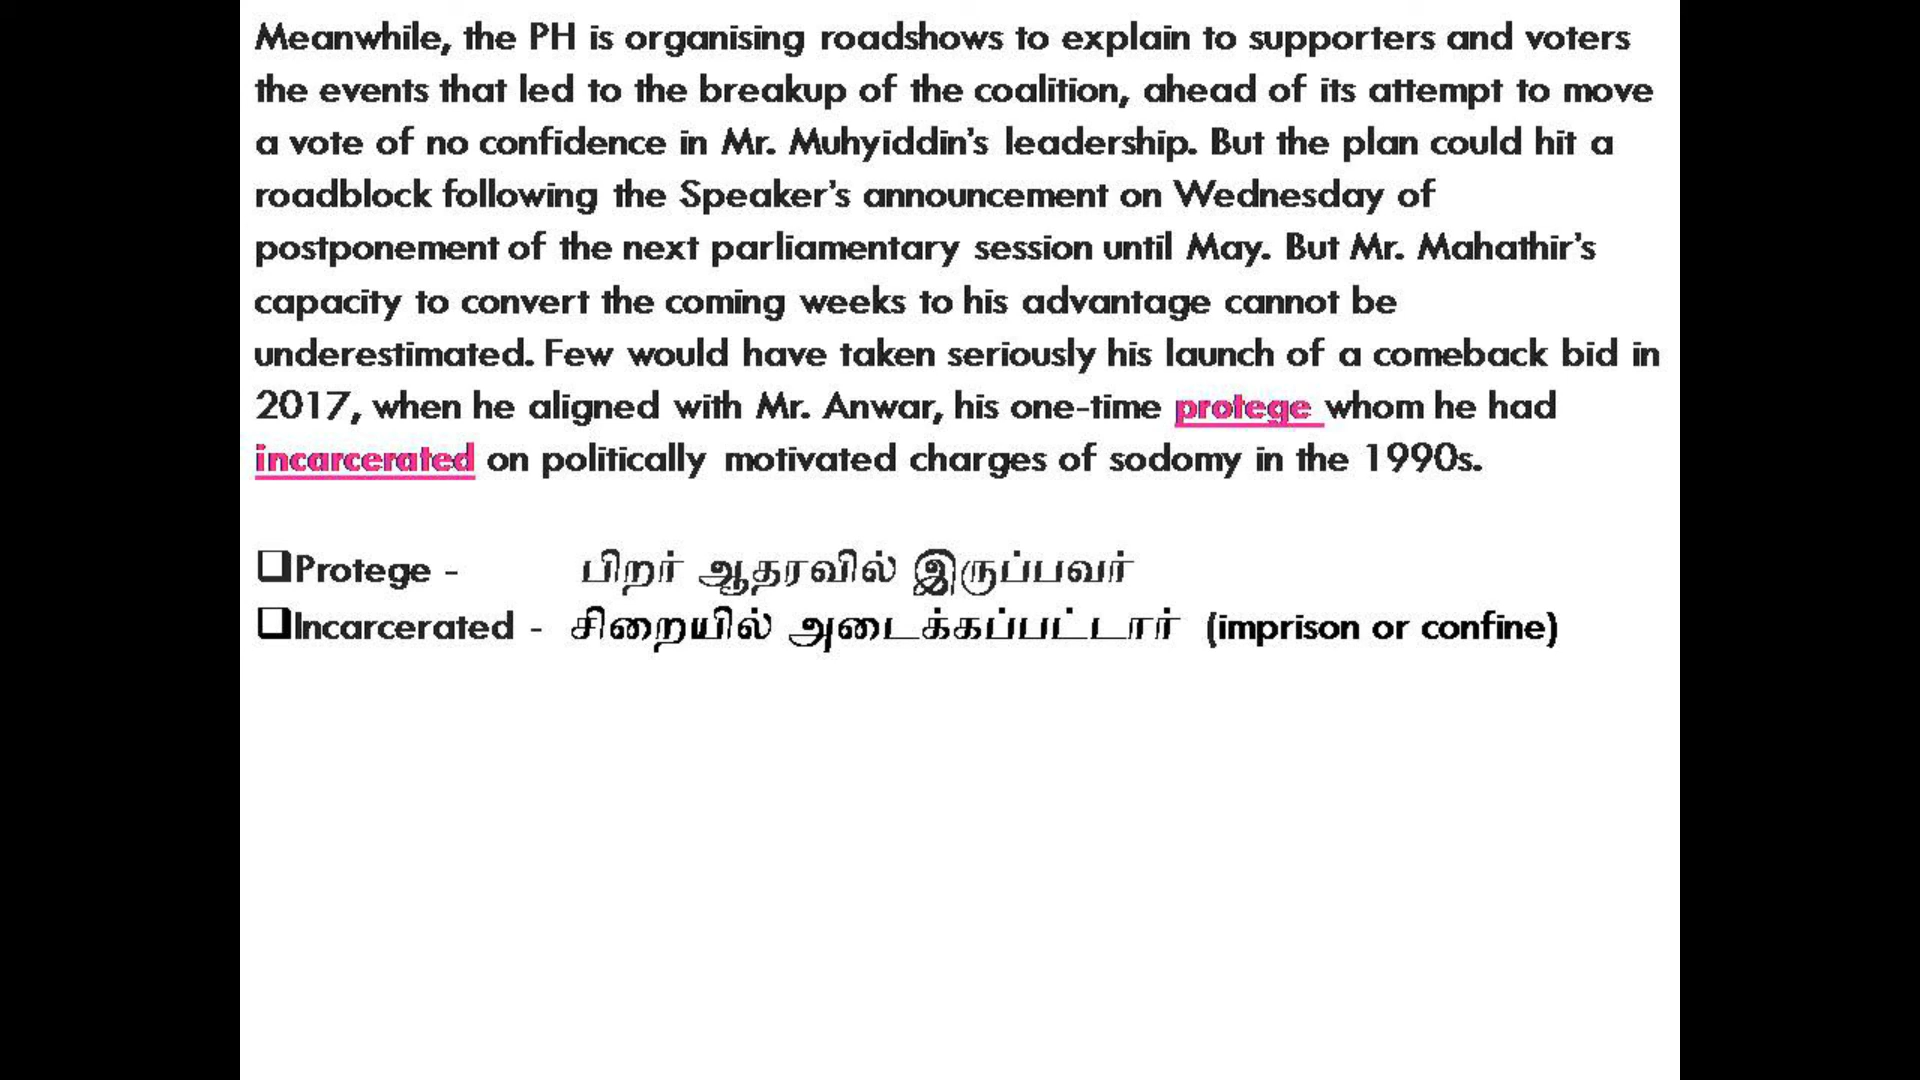 Meanwhile, the PH is organising roadshows to explain to supporters and voters
the events that led to the breakup of the coalition, ahead of its attempt to move
a vote of no confidence in Mr. Muhyiddin's leadership. But the plan could hit a
roadblock following the Speaker's announcement on Wednesday of
postponement of the next parliamentary session until May. But Mr. Mahathir's
capacity to convert the coming weeks to his advantage cannot be
underestimated. Few would have taken seriously his launch of a comeback bid in
2017, when he aligned with Mr. Anwar, his one-time protege whom he had
incarcerated on politically motivated charges of sodomy in the 1990s.
❑Protege - பிறர் ஆதரவில் இருப்பவர்
❑Incarcerated - சிறையில் அடைக்கப்பட்டார் (imprison or confine)